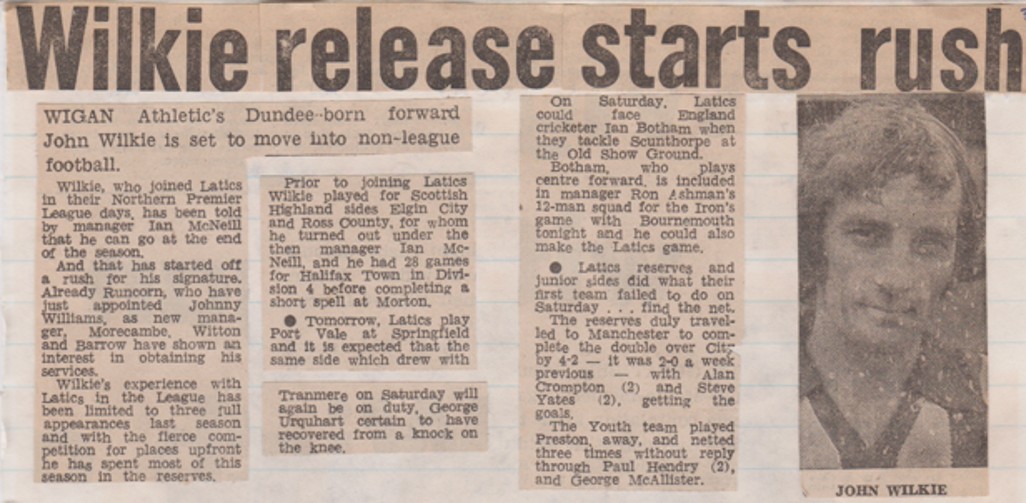 Wilkie release starts rush
WIGAN Athletic's Dundee-born forward
John Wilkie is set to move into non-league
football.
Wilkie, who joined Latics
in their Northern Premier
League days, has been told
by manager Ian McNeill
that he can go at the end
of the season.
And that has started off
a rush for his signature.
Already Runcorn, who have
just appointed Johnny
Williams, as new mana-
ger, Morecambe, Witton
and Barrow have shown an
interest in obtaining his
services.
Wilkie's experience with
Latics in the League has
been limited to three full
appearances last season
and with the fierce com-
petition for places upfront
he has spent most of this
season in the reserves.
Prior to joining Latics
Wilkie played for Scottish
Highland sides Elgin City
and Ross County, for whom
he turned out under the
then manager Ian Mc-
Neill, and he had 28 games
for Halifax Town in Divi-
sion 4 before completing a
short spell at Morton.
● Tomorrow, Latics play
Port Vale at Springfield
and it is expected that the
same side which drew with
Tranmere on Saturday will
again be on duty, George
Urquhart certain to have
recovered from a knock on
the knee.
On Saturday, Latics
could face England
cricketer Ian Botham when
they tackle Scunthorpe at
the Old Show Ground.
Botham, who plays
centre forward, is included
in manager Ron Ashman's
12-man squad for the Iron's
game with Bournemouth
tonight and he could also
make the Latics game.
● Latics reserves and
junior sides did what their
first team failed to do on
Saturday . . . find the net.
The reserves duly travel-
led to Manchester to com-
plete the double over City
by 4-2 — it was 2-0 a week
previous — with Alan
Crompton (2) and Steve
Yates (2), getting the
goals.
The Youth team played
Preston, away, and netted
three times without reply
through Paul Hendry (2),
and George McAllister.
JOHN WILKIE